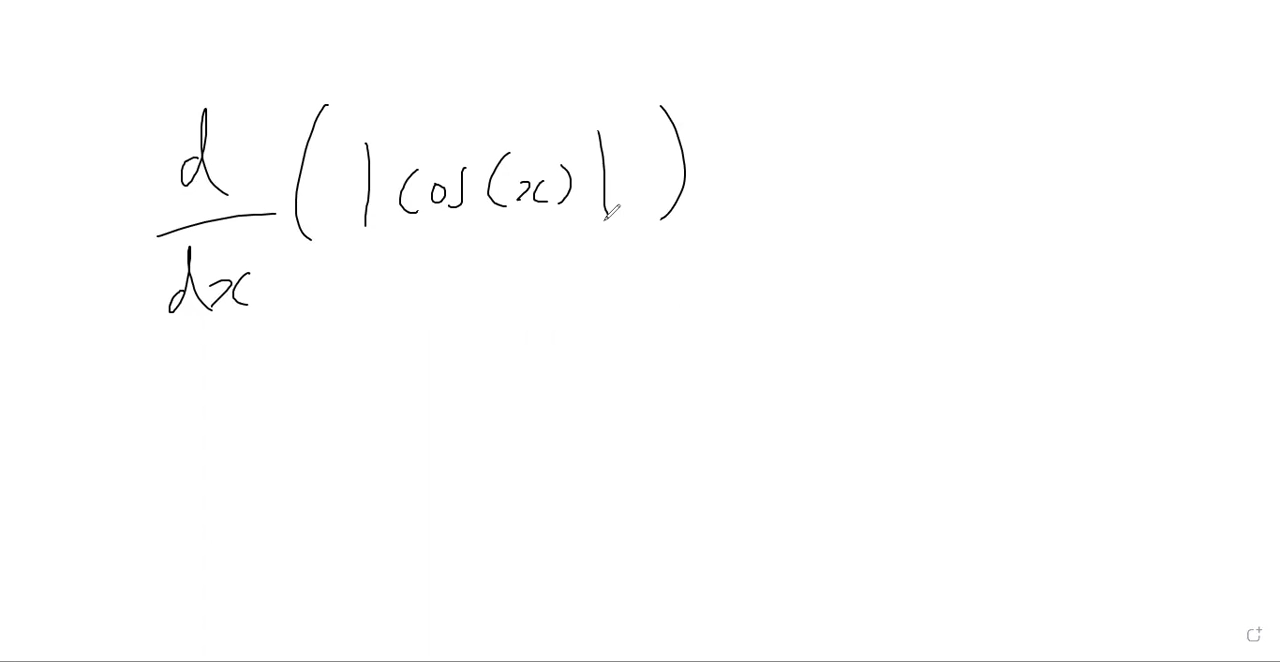 d/dx ( | cos(x) | )